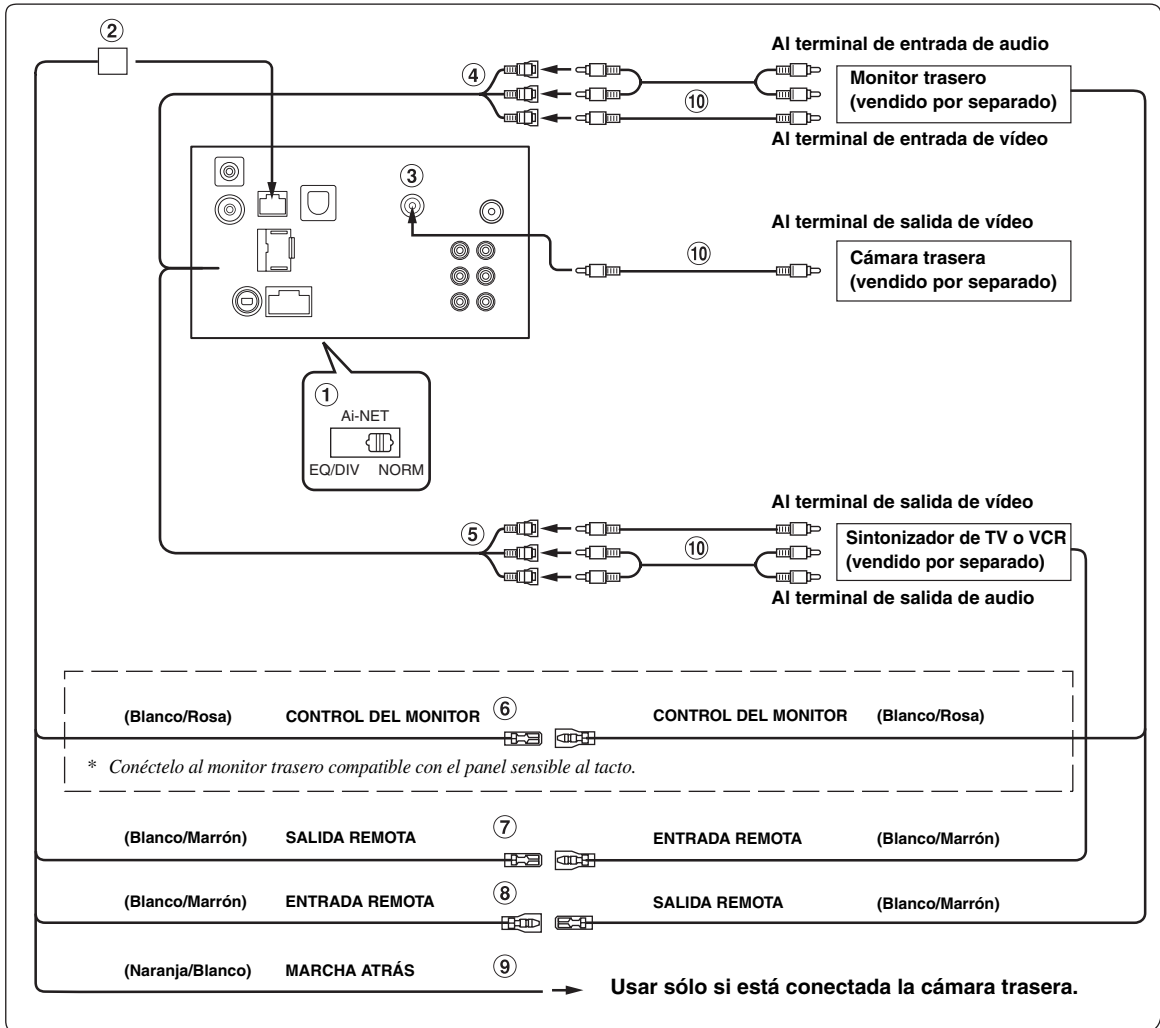 ②
Al terminal de entrada de audio
④
Monitor trasero
(vendido por separado)
⑩
Al terminal de entrada de vídeo
③
Al terminal de salida de vídeo
⑩
Cámara trasera
(vendido por separado)
①
Ai-NET
EQ/DIV NORM
Al terminal de salida de vídeo
⑤
⑩
Sintonizador de TV o VCR
(vendido por separado)
Al terminal de salida de audio
(Blanco/Rosa) CONTROL DEL MONITOR ⑥ CONTROL DEL MONITOR (Blanco/Rosa)
* Conéctelo al monitor trasero compatible con el panel sensible al tacto.
(Blanco/Marrón) SALIDA REMOTA ⑦ ENTRADA REMOTA (Blanco/Marrón)
(Blanco/Marrón) ENTRADA REMOTA ⑧ SALIDA REMOTA (Blanco/Marrón)
(Naranja/Blanco) MARCHA ATRÁS ⑨ Usar sólo si está conectada la cámara trasera.